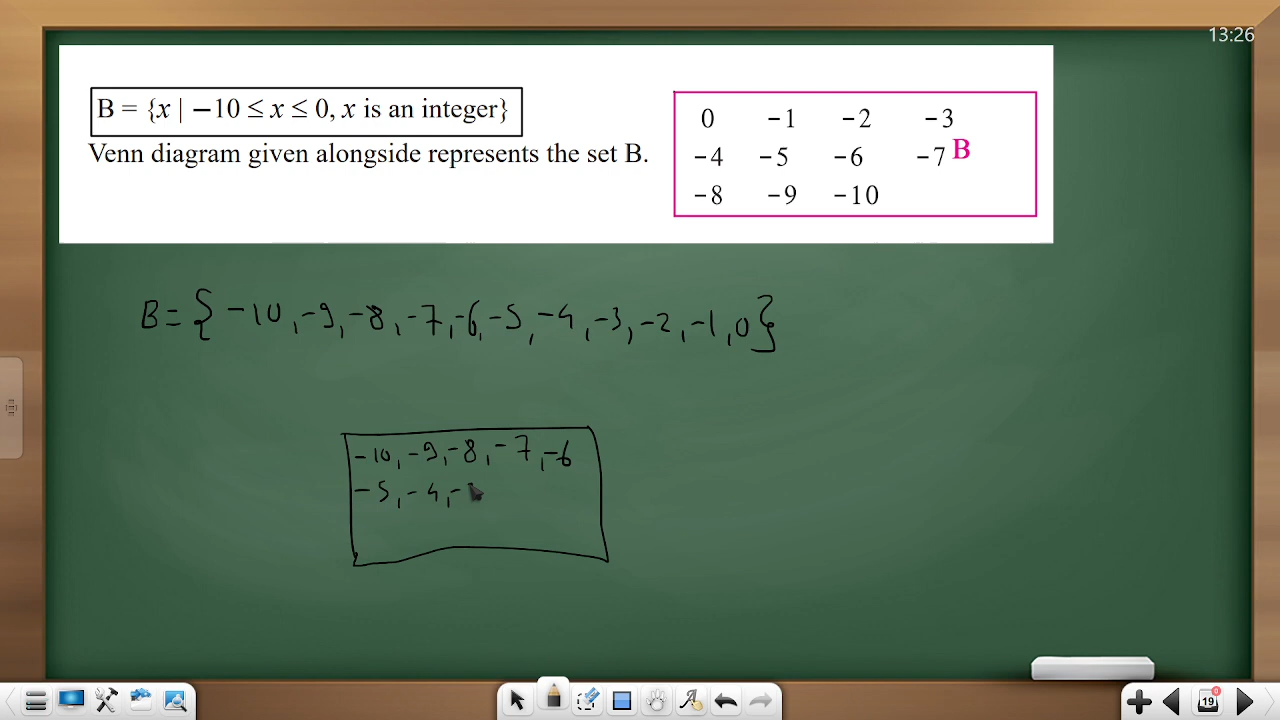 13:26
B = {x | −10 ≤ x ≤ 0, x is an integer}
Venn diagram given alongside represents the set B.
0 −1 −2 −3
−4 −5 −6 −7 B
−8 −9 −10
B = { −10, −9, −8, −7, −6, −5, −4, −3, −2, −1, 0}
−10, −9, −8, −7, −6
−5, −4, −
19
0